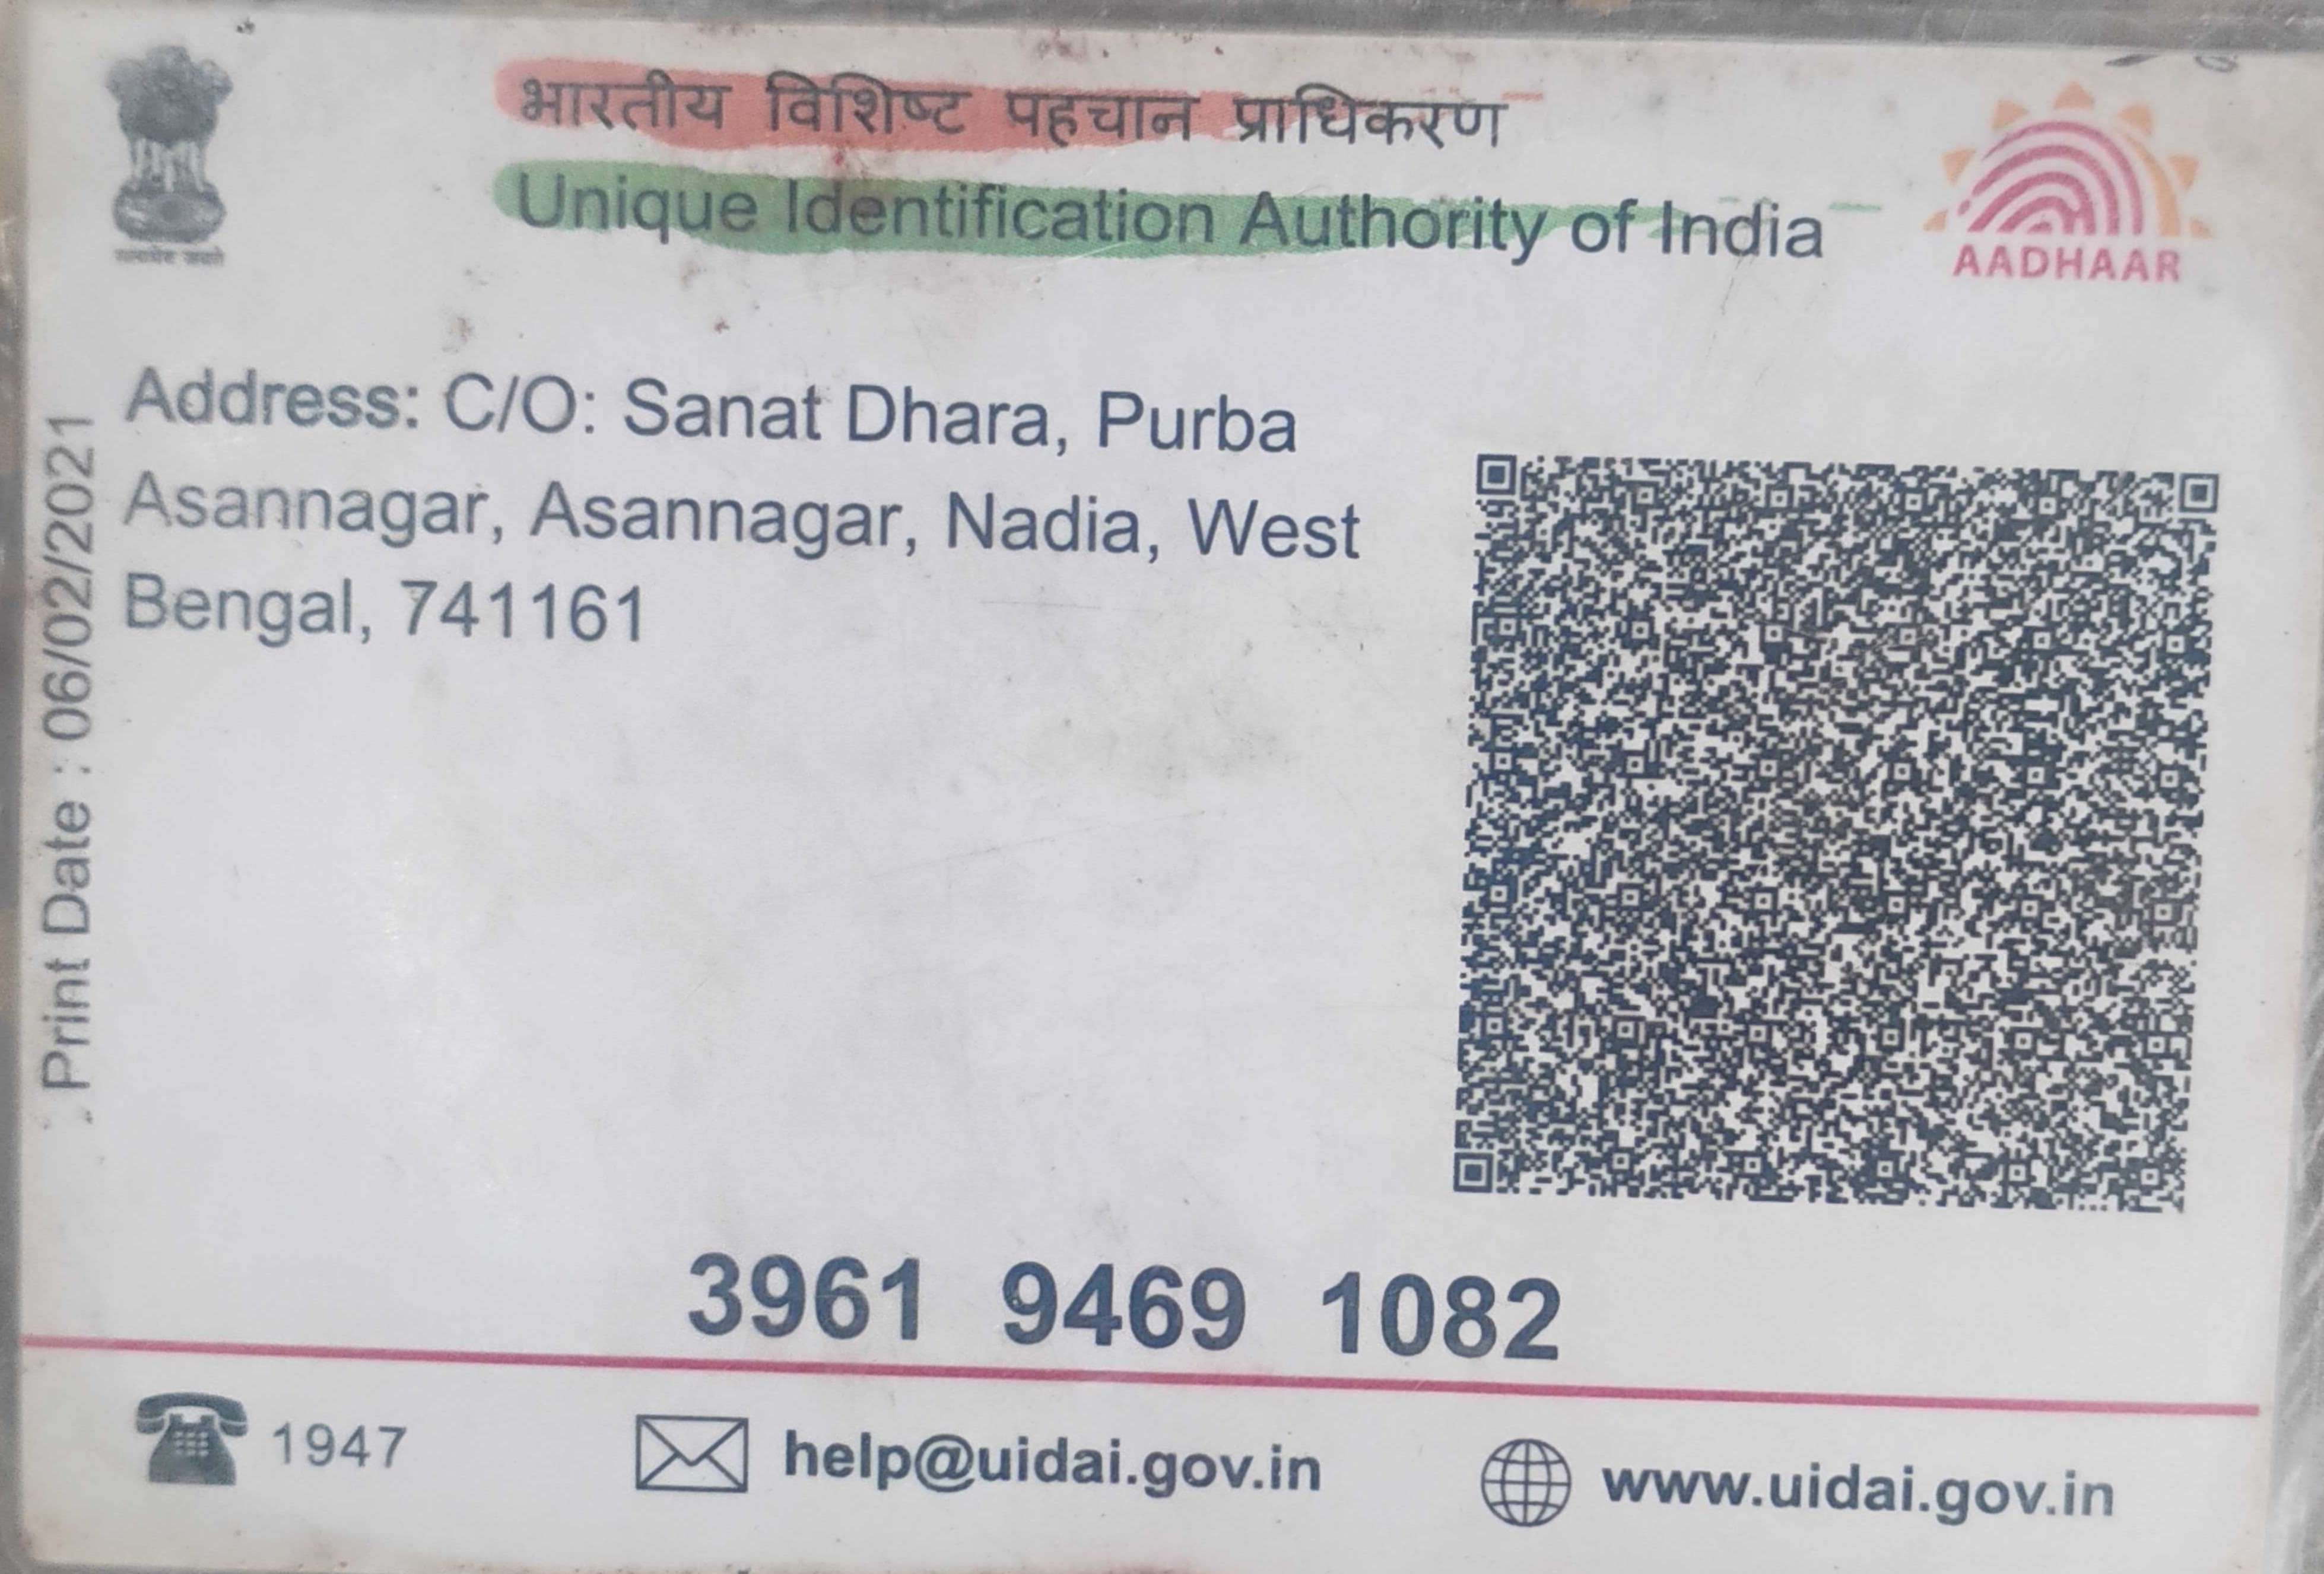 भारतीय विशिष्ट पहचान प्राधिकरण
Unique Identification Authority of India
AADHAAR
Address: C/O: Sanat Dhara, Purba
Asannagar, Asannagar, Nadia, West
Bengal, 741161
Print Date : 06/02/2021
3961 9469 1082
1947
help@uidai.gov.in
www.uidai.gov.in